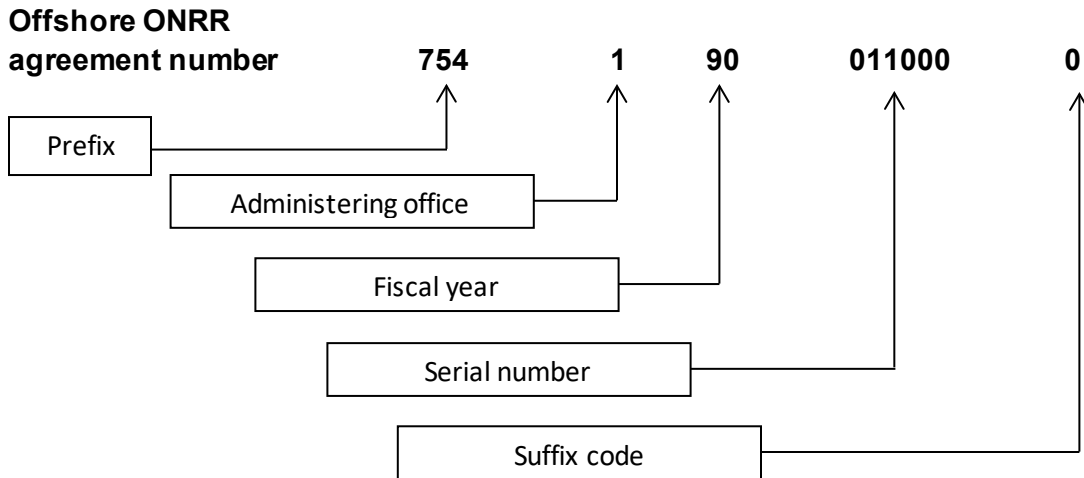 Offshore ONRR
agreement number 754 1 90 011000 0
Prefix
Administering office
Fiscal year
Serial number
Suffix code